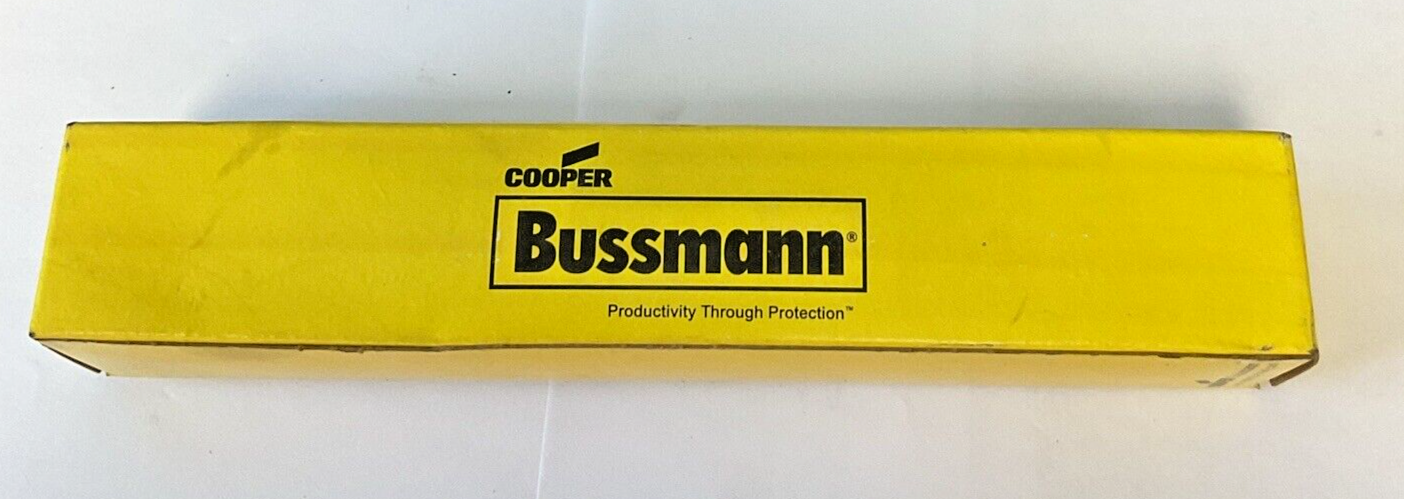 COOPER
Bussmann®
Productivity Through Protection™